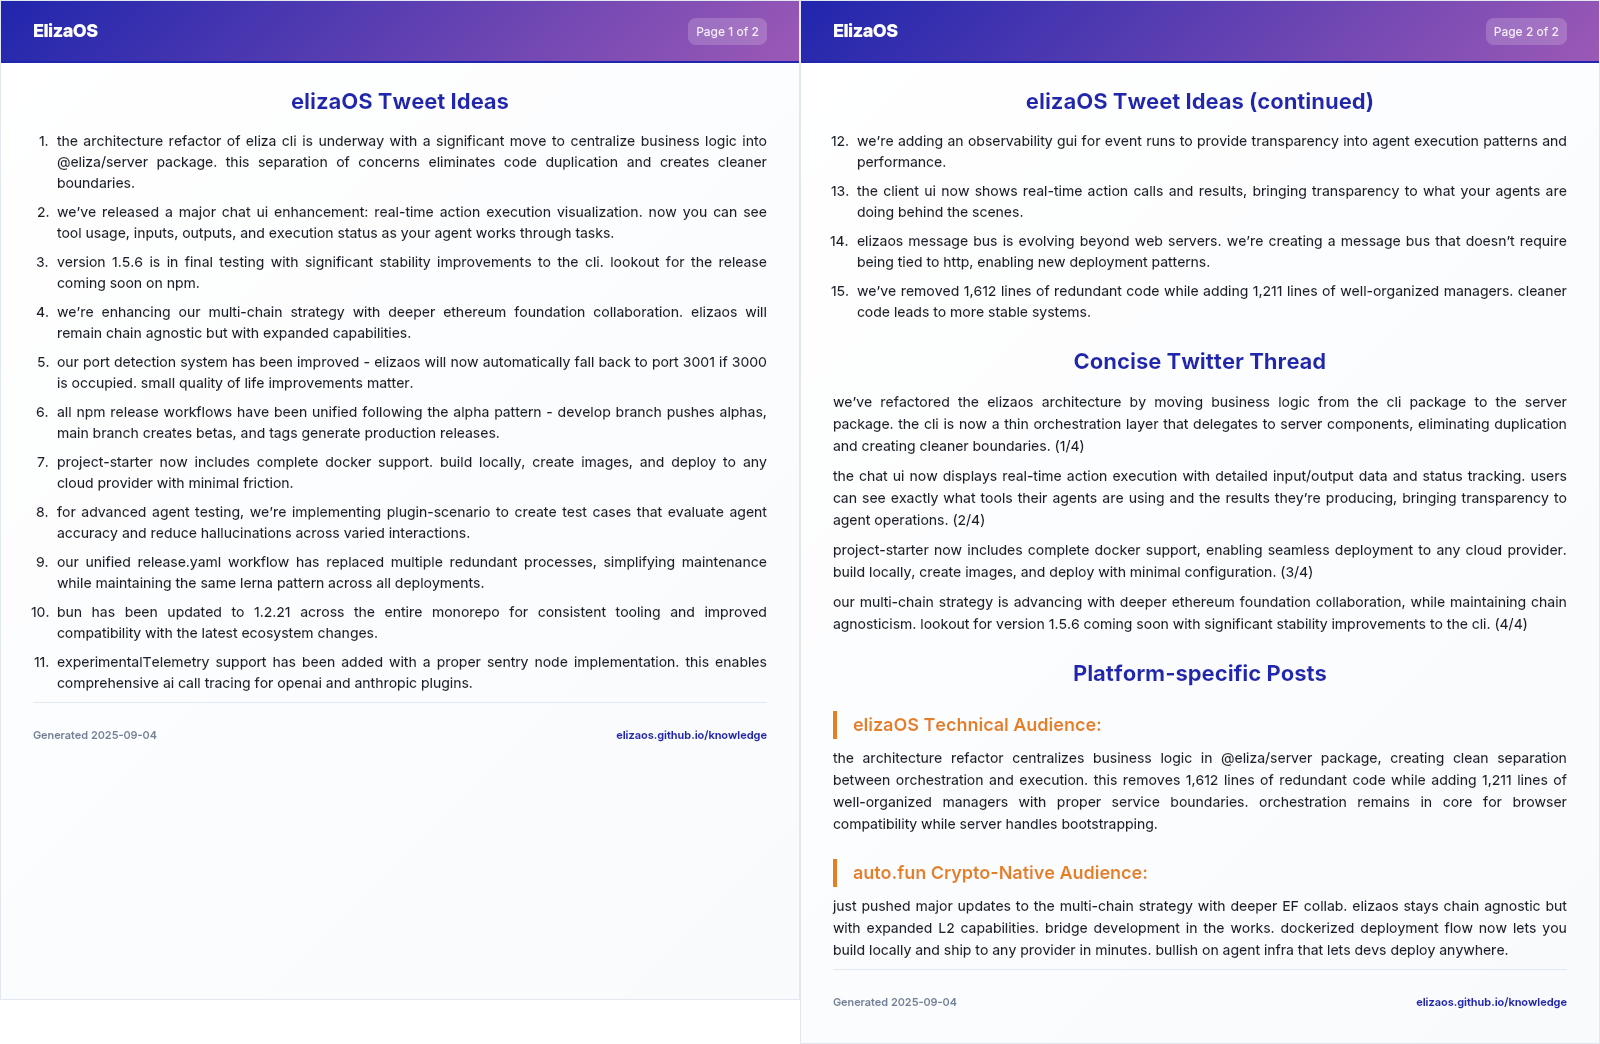 ElizaOS
Page 1 of 2
elizaOS Tweet Ideas
1. the architecture refactor of eliza cli is underway with a significant move to centralize business logic into
@eliza/server package. this separation of concerns eliminates code duplication and creates cleaner
boundaries.
2. we've released a major chat ui enhancement: real-time action execution visualization. now you can see
tool usage, inputs, outputs, and execution status as your agent works through tasks.
3. version 1.5.6 is in final testing with significant stability improvements to the cli. lookout for the release
coming soon on npm.
4. we're enhancing our multi-chain strategy with deeper ethereum foundation collaboration. elizaos will
remain chain agnostic but with expanded capabilities.
5. our port detection system has been improved - elizaos will now automatically fall back to port 3001 if 3000
is occupied. small quality of life improvements matter.
6. all npm release workflows have been unified following the alpha pattern - develop branch pushes alphas,
main branch creates betas, and tags generate production releases.
7. project-starter now includes complete docker support. build locally, create images, and deploy to any
cloud provider with minimal friction.
8. for advanced agent testing, we're implementing plugin-scenario to create test cases that evaluate agent
accuracy and reduce hallucinations across varied interactions.
9. our unified release.yaml workflow has replaced multiple redundant processes, simplifying maintenance
while maintaining the same lerna pattern across all deployments.
10. bun has been updated to 1.2.21 across the entire monorepo for consistent tooling and improved
compatibility with the latest ecosystem changes.
11. experimentalTelemetry support has been added with a proper sentry node implementation. this enables
comprehensive ai call tracing for openai and anthropic plugins.
Generated 2025-09-04
elizaos.github.io/knowledge
ElizaOS
Page 2 of 2
elizaOS Tweet Ideas (continued)
12. we're adding an observability gui for event runs to provide transparency into agent execution patterns and
performance.
13. the client ui now shows real-time action calls and results, bringing transparency to what your agents are
doing behind the scenes.
14. elizaos message bus is evolving beyond web servers. we're creating a message bus that doesn't require
being tied to http, enabling new deployment patterns.
15. we've removed 1,612 lines of redundant code while adding 1,211 lines of well-organized managers. cleaner
code leads to more stable systems.
Concise Twitter Thread
we've refactored the elizaos architecture by moving business logic from the cli package to the server
package. the cli is now a thin orchestration layer that delegates to server components, eliminating duplication
and creating cleaner boundaries. (1/4)
the chat ui now displays real-time action execution with detailed input/output data and status tracking. users
can see exactly what tools their agents are using and the results they're producing, bringing transparency to
agent operations. (2/4)
project-starter now includes complete docker support, enabling seamless deployment to any cloud provider.
build locally, create images, and deploy with minimal configuration. (3/4)
our multi-chain strategy is advancing with deeper ethereum foundation collaboration, while maintaining chain
agnosticism. lookout for version 1.5.6 coming soon with significant stability improvements to the cli. (4/4)
Platform-specific Posts
elizaOS Technical Audience:
the architecture refactor centralizes business logic in @eliza/server package, creating clean separation
between orchestration and execution. this removes 1,612 lines of redundant code while adding 1,211 lines of
well-organized managers with proper service boundaries. orchestration remains in core for browser
compatibility while server handles bootstrapping.
auto.fun Crypto-Native Audience:
just pushed major updates to the multi-chain strategy with deeper EF collab. elizaos stays chain agnostic but
with expanded L2 capabilities. bridge development in the works. dockerized deployment flow now lets you
build locally and ship to any provider in minutes. bullish on agent infra that lets devs deploy anywhere.
Generated 2025-09-04
elizaos.github.io/knowledge